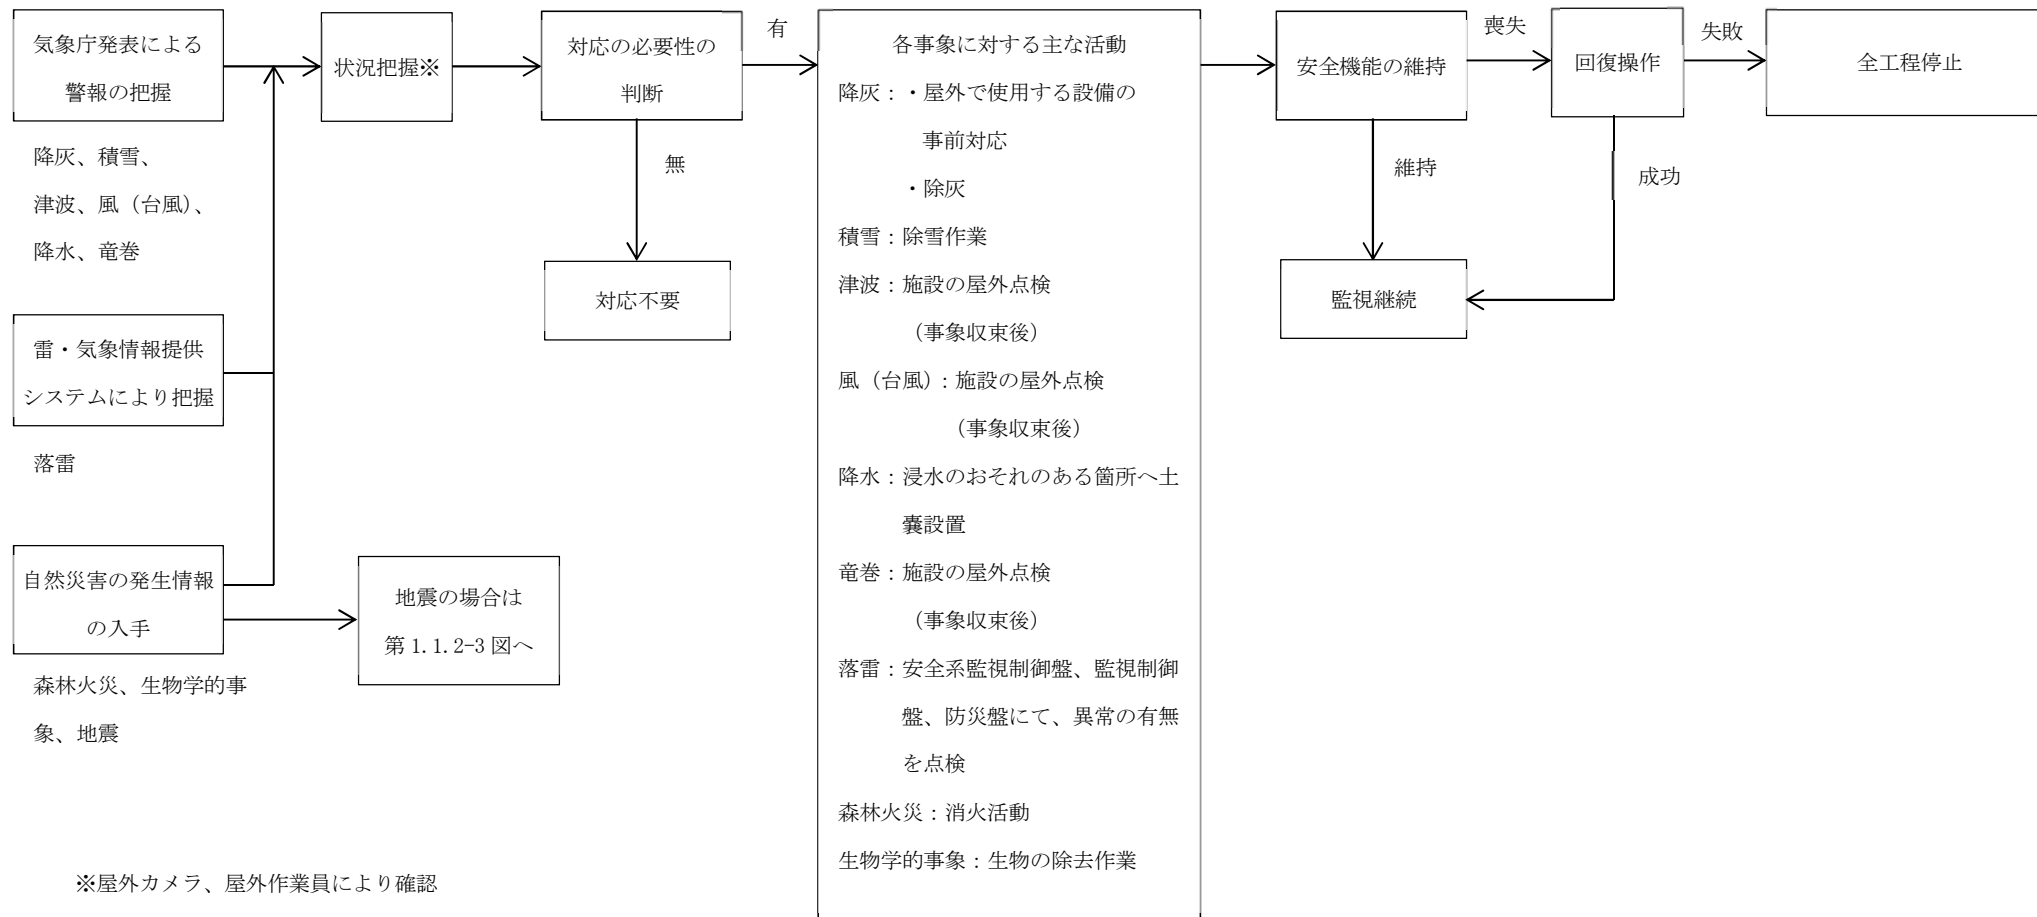 気象庁発表による
警報の把握
降灰、積雪、
津波、風（台風）、
降水、竜巻
雷・気象情報提供
システムにより把握
落雷
自然災害の発生情報
の入手
森林火災、生物学的事
象、地震
地震の場合は
第 1.1.2-3 図へ
状況把握※
対応の必要性の
判断
有
無
対応不要
各事象に対する主な活動
降灰：・屋外で使用する設備の
事前対応
・除灰
積雪：除雪作業
津波：施設の屋外点検
（事象収束後）
風（台風）：施設の屋外点検
（事象収束後）
降水：浸水のおそれのある箇所へ土
嚢設置
竜巻：施設の屋外点検
（事象収束後）
落雷：安全系監視制御盤、監視制御
盤、防災盤にて、異常の有無
を点検
森林火災：消火活動
生物学的事象：生物の除去作業
安全機能の維持
喪失
維持
回復操作
失敗
成功
全工程停止
監視継続
※屋外カメラ、屋外作業員により確認